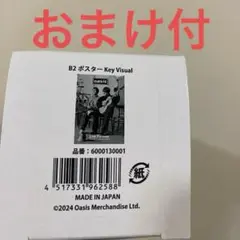 おまけ付
B2 ポスター Key Visual
oasis
品番：6000130001
4 517331 962588
紙
MADE IN JAPAN
©2024 Oasis Merchandise Ltd.